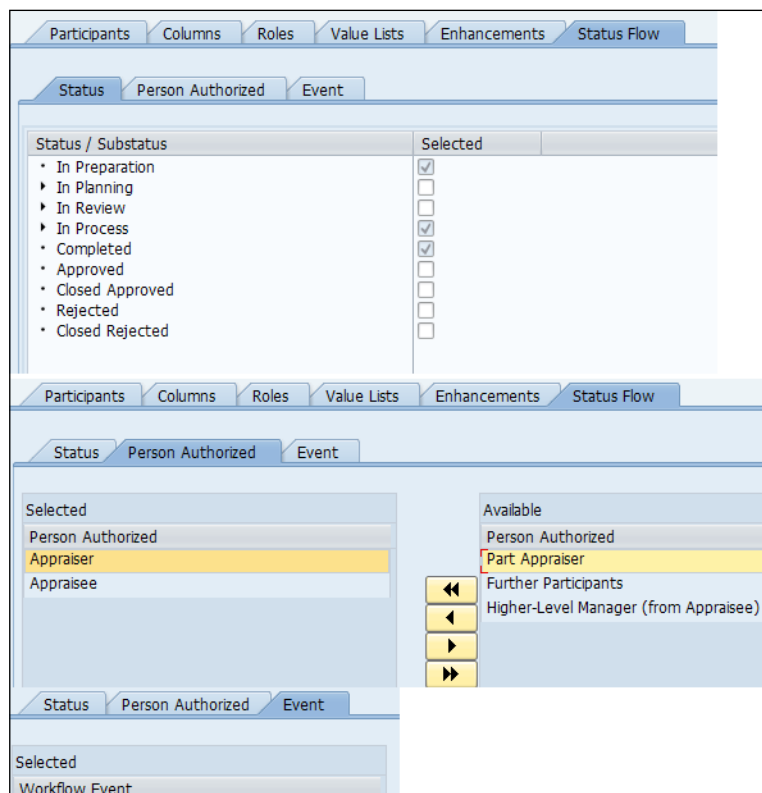 Participants Columns Roles Value Lists Enhancements Status Flow
Status Person Authorized Event
Status / Substatus Selected
In Preparation
In Planning
In Review
In Process
Completed
Approved
Closed Approved
Rejected
Closed Rejected
Participants Columns Roles Value Lists Enhancements Status Flow
Status Person Authorized Event
Selected Available
Person Authorized Person Authorized
Appraiser Part Appraiser
Appraisee Further Participants
Higher-Level Manager (from Appraisee)
Status Person Authorized Event
Selected
Workflow Event